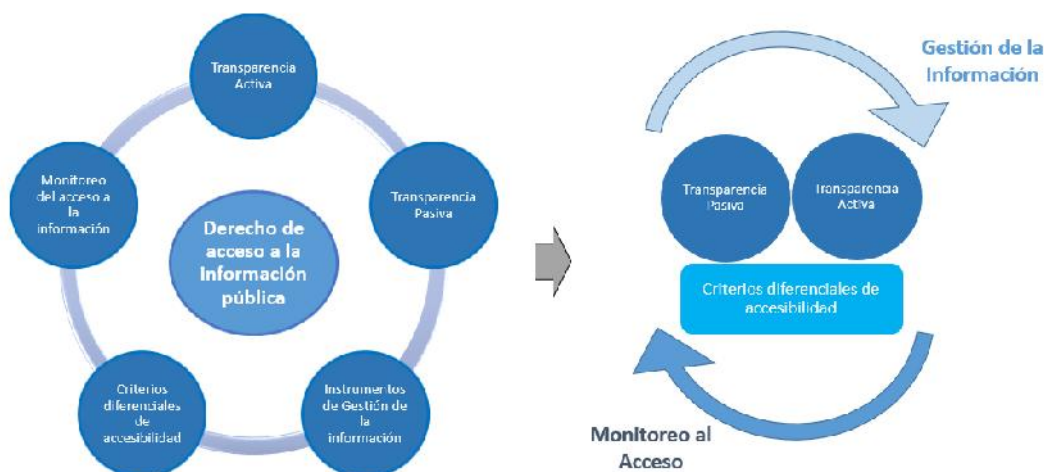 Transparencia
Activa
Monitoreo
del acceso a
la
información
Transparencia
Pasiva
Derecho de
acceso a la
Información
pública
Criterios
diferenciales
de
accesibilidad
Instrumentos
de Gestión de
la
información
Gestión de la
Información
Transparencia
Pasiva
Transparencia
Activa
Criterios diferenciales de
accesibilidad
Monitoreo al
Acceso